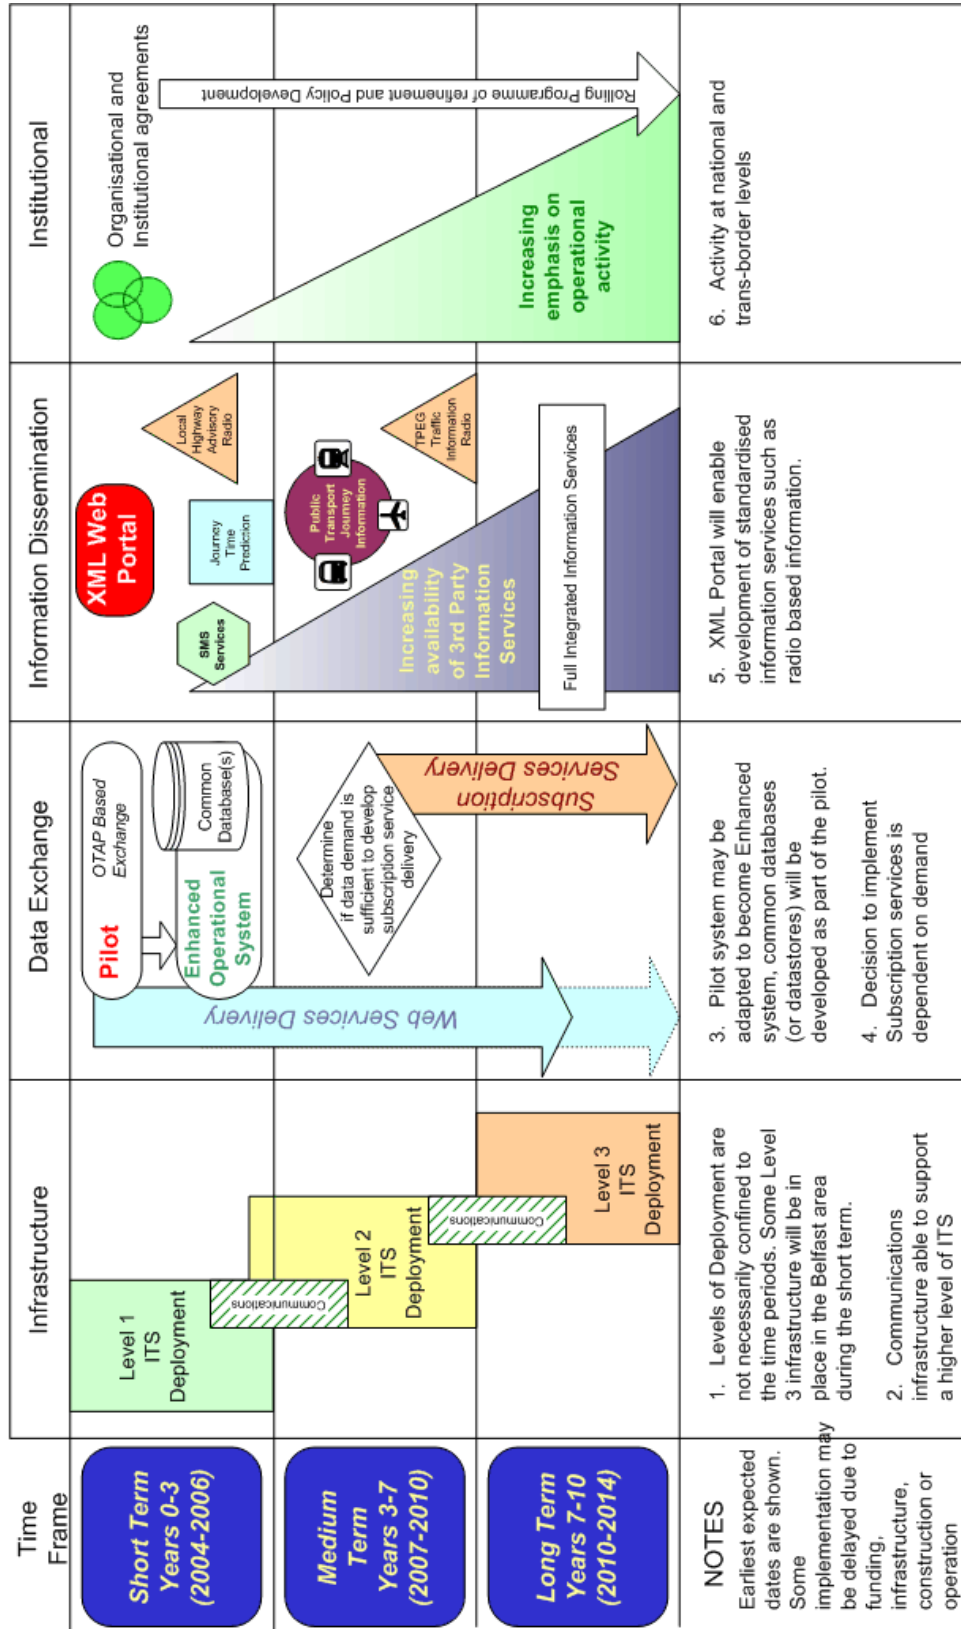 Time
Frame
Infrastructure
Data Exchange
Information Dissemination
Institutional
Short Term
Years 0-3
(2004-2006)
Level 1
ITS
Deployment
Communications
Pilot
OTAP Based
Exchange
Enhanced
Operational
System
Common
Database(s)
Web Services Delivery
XML Web
Portal
SMS
Services
Journey
Time
Prediction
Local
Highway
Advisory
Radio
Organisational and
Institutional agreements
Rolling Programme of refinement and Policy Development
Medium
Term
Years 3-7
(2007-2010)
Level 2
ITS
Deployment
Communications
Determine
if data demand is
sufficient to develop
subscription service
delivery
Subscription
Services Delivery
Increasing
availability
of 3rd Party
Information
Services
Public
Transport
Journey
Information
TPEG
Traffic
Information
Radio
Long Term
Years 7-10
(2010-2014)
Level 3
ITS
Deployment
Full Integrated Information Services
Increasing
emphasis on
operational
activity
NOTES
Earliest expected
dates are shown.
Some
implementation may
be delayed due to
funding,
infrastructure,
construction or
operation
1. Levels of Deployment are
not necessarily confined to
the time periods. Some Level
3 infrastructure will be in
place in the Belfast area
during the short term.
2. Communications
infrastructure able to support
a higher level of ITS
3. Pilot system may be
adapted to become Enhanced
system, common databases
(or datastores) will be
developed as part of the pilot.
4. Decision to implement
Subscription services is
dependent on demand
5. XML Portal will enable
development of standardised
information services such as
radio based information.
6. Activity at national and
trans-border levels